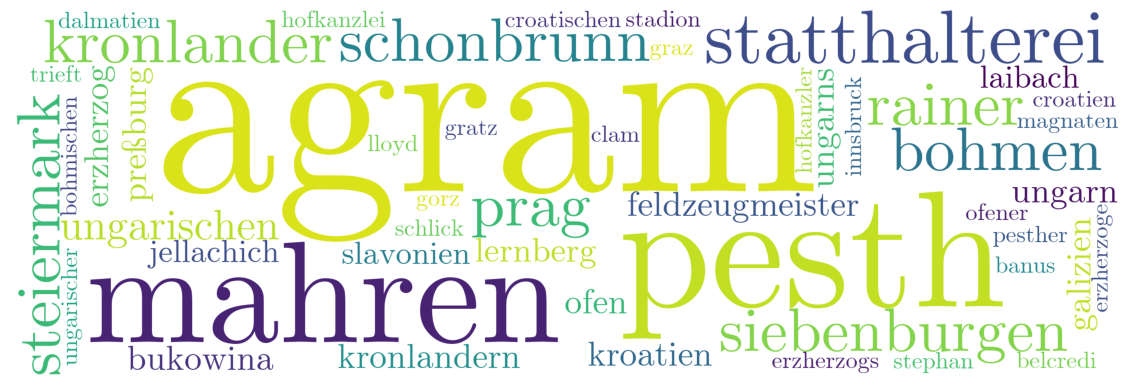 dalmatien
hofkanzlei
croatischen
stadion
kronlander
schonbrunn
graz
statthalterei
trieft
erzherzog
preßburg
agram
lloyd
gratz
clam
hofkanzler
ungarns
innsbruck
rainer
laibach
croatien
magnaten
bohmen
steiermark
bohmischen
ungarischen
gorz
schlick
prag
feldzeugmeister
ungarn
ofener
pesther
banus
galizien
erzherzoge
jellachich
slavonien
lernberg
pesth
ungarischer
mahren
ofen
siebenburgen
bukowina
kronlandern
kroatien
erzherzogs
stephan
belcredi